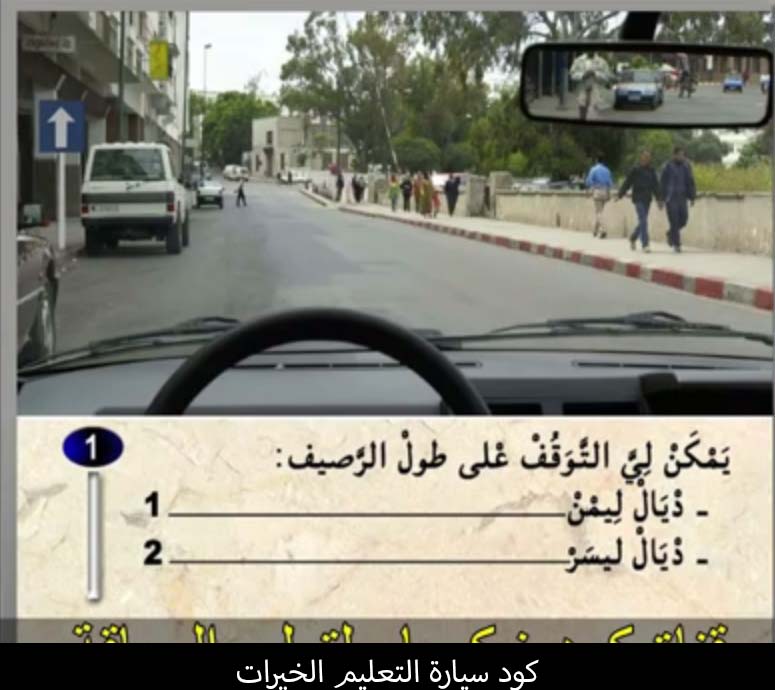 1
يَمْكَنْ لِيَّ التَّوَقُفْ عْلى طولْ الرَّصيف:
- دْيَالْ لِيمْنْ 1
- دْيَالْ ليسَرْ 2
كود سيارة التعليم الخيرات